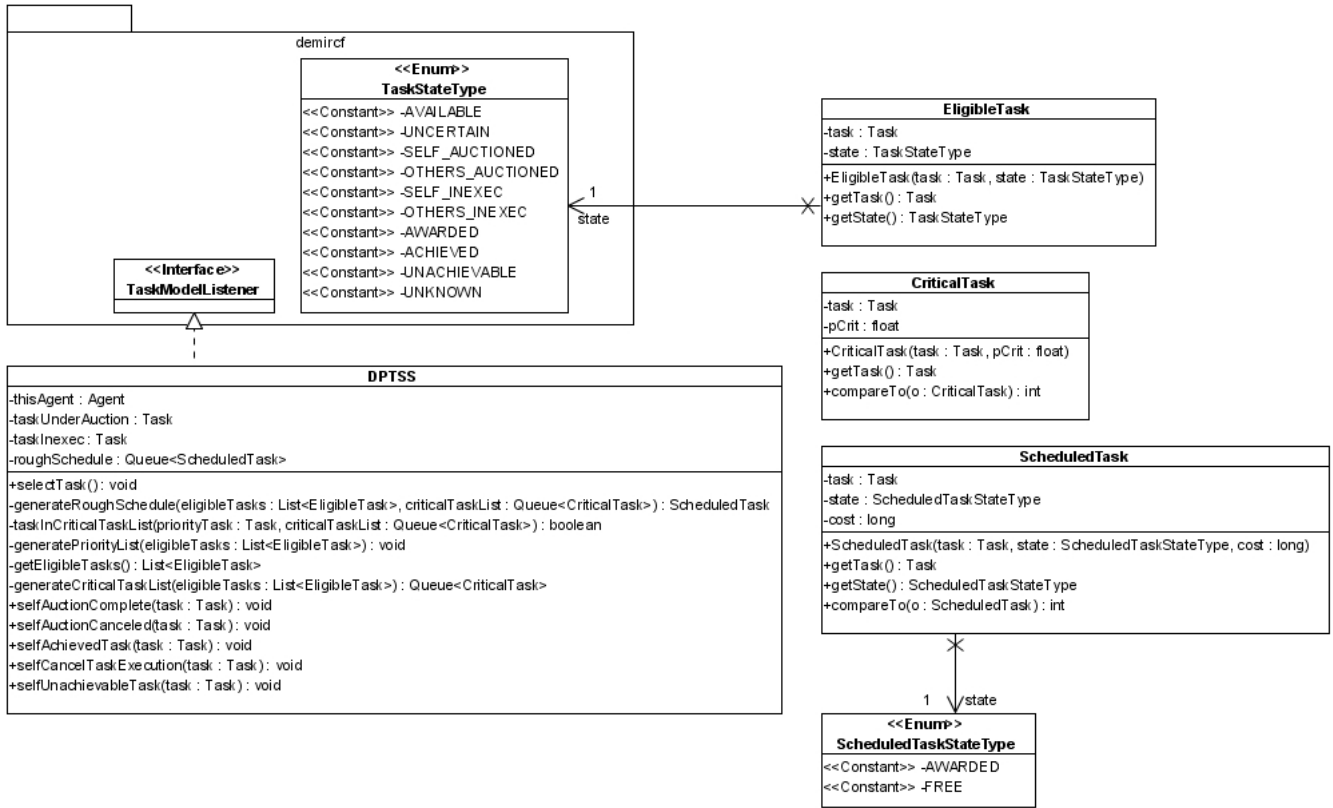 demircf
<<Enum>>
TaskStateType
<<Constant>> -AVAILABLE
<<Constant>> -UNCERTAIN
<<Constant>> -SELF_AUCTIONED
<<Constant>> -OTHERS_AUCTIONED
<<Constant>> -SELF_INEXEC
<<Constant>> -OTHERS_INEXEC
<<Constant>> -AWARDED
<<Constant>> -ACHIEVED
<<Constant>> -UNACHIEVABLE
<<Constant>> -UNKNOWN
1
state
<<Interface>>
TaskModelListener
EligibleTask
-task : Task
-state : TaskStateType
+EligibleTask(task : Task, state : TaskStateType)
+getTask() : Task
+getState() : TaskStateType
CriticalTask
-task : Task
-pCrit : float
+CriticalTask(task : Task, pCrit : float)
+getTask() : Task
+compareTo(o : CriticalTask) : int
DPTSS
-thisAgent : Agent
-taskUnderAuction : Task
-taskInexec : Task
-roughSchedule : Queue<ScheduledTask>
+selectTask() : void
-generateRoughSchedule(eligibleTasks : List<EligibleTask>, criticalTaskList : Queue<CriticalTask>) : ScheduledTask
-taskInCriticalTaskList(priorityTask : Task, criticalTaskList : Queue<CriticalTask>) : boolean
-generatePriorityList(eligibleTasks : List<EligibleTask>) : void
-getEligibleTasks() : List<EligibleTask>
-generateCriticalTaskList(eligibleTasks : List<EligibleTask>) : Queue<CriticalTask>
+selfAuctionComplete(task : Task) : void
+selfAuctionCanceled(task : Task) : void
+selfAchievedTask(task : Task) : void
+selfCancelTaskExecution(task : Task) : void
+selfUnachievableTask(task : Task) : void
ScheduledTask
-task : Task
-state : ScheduledTaskStateType
-cost : long
+ScheduledTask(task : Task, state : ScheduledTaskStateType, cost : long)
+getTask() : Task
+getState() : ScheduledTaskStateType
+compareTo(o : ScheduledTask) : int
1 state
<<Enum>>
ScheduledTaskStateType
<<Constant>> -AWARDED
<<Constant>> -FREE